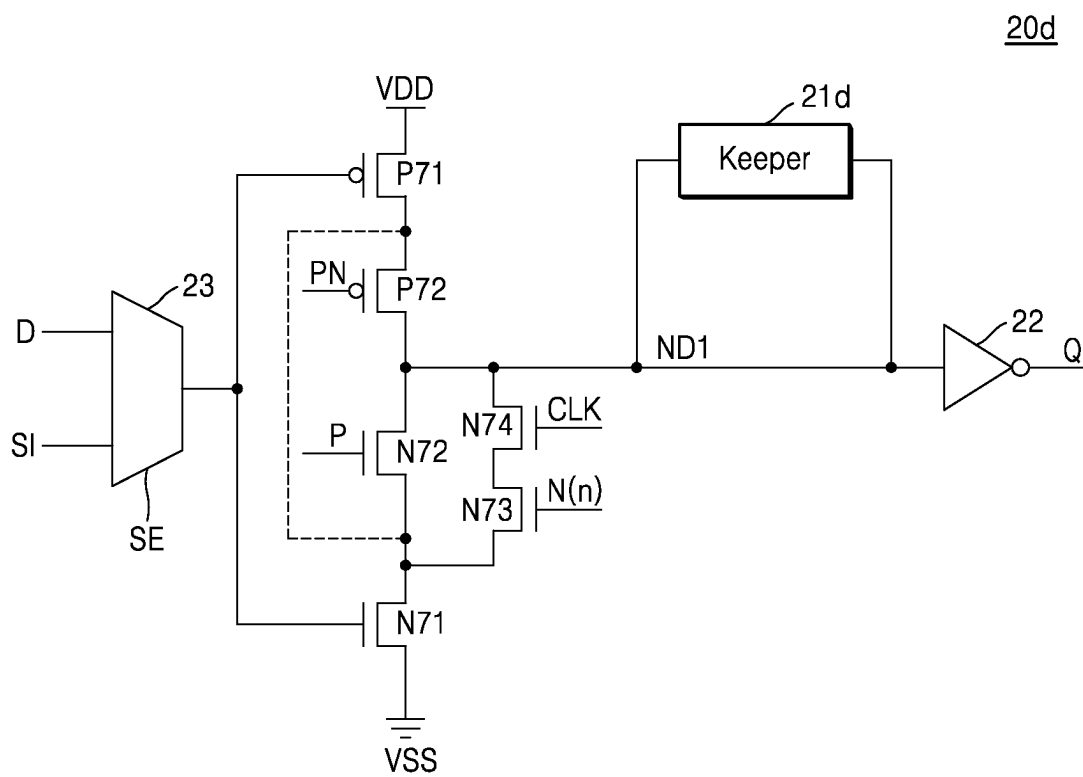 20d
VDD
21d
Keeper
P71
PN
P72
23
D
22
ND1
Q
CLK
N74
P
N72
SI
N(n)
N73
SE
N71
VSS